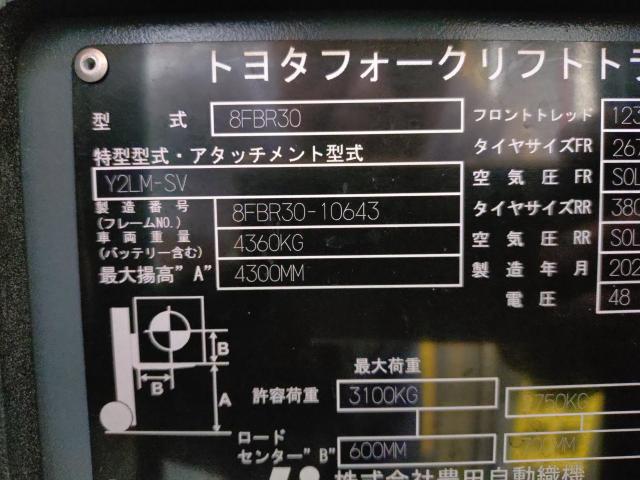 トヨタフォークリフトト
型 式 8FBR30 フロントトレッド 123
特型型式・アタッチメント型式 タイヤサイズFR 267
Y2LM-SV 空 気 圧 FR SOL
製造番号 (フレームNO.) 8FBR30-10643 タイヤサイズRR 380
車両重量 (バッテリー含む) 4360KG 空 気 圧 RR SOL
最大揚高"A" 4300MM 製造年月 202
電圧 48
B
B
A
最大荷重
許容荷重 3100KG 2750KG
ロード
センター"B" 600MM 700MM
株式会社豊田自動織機